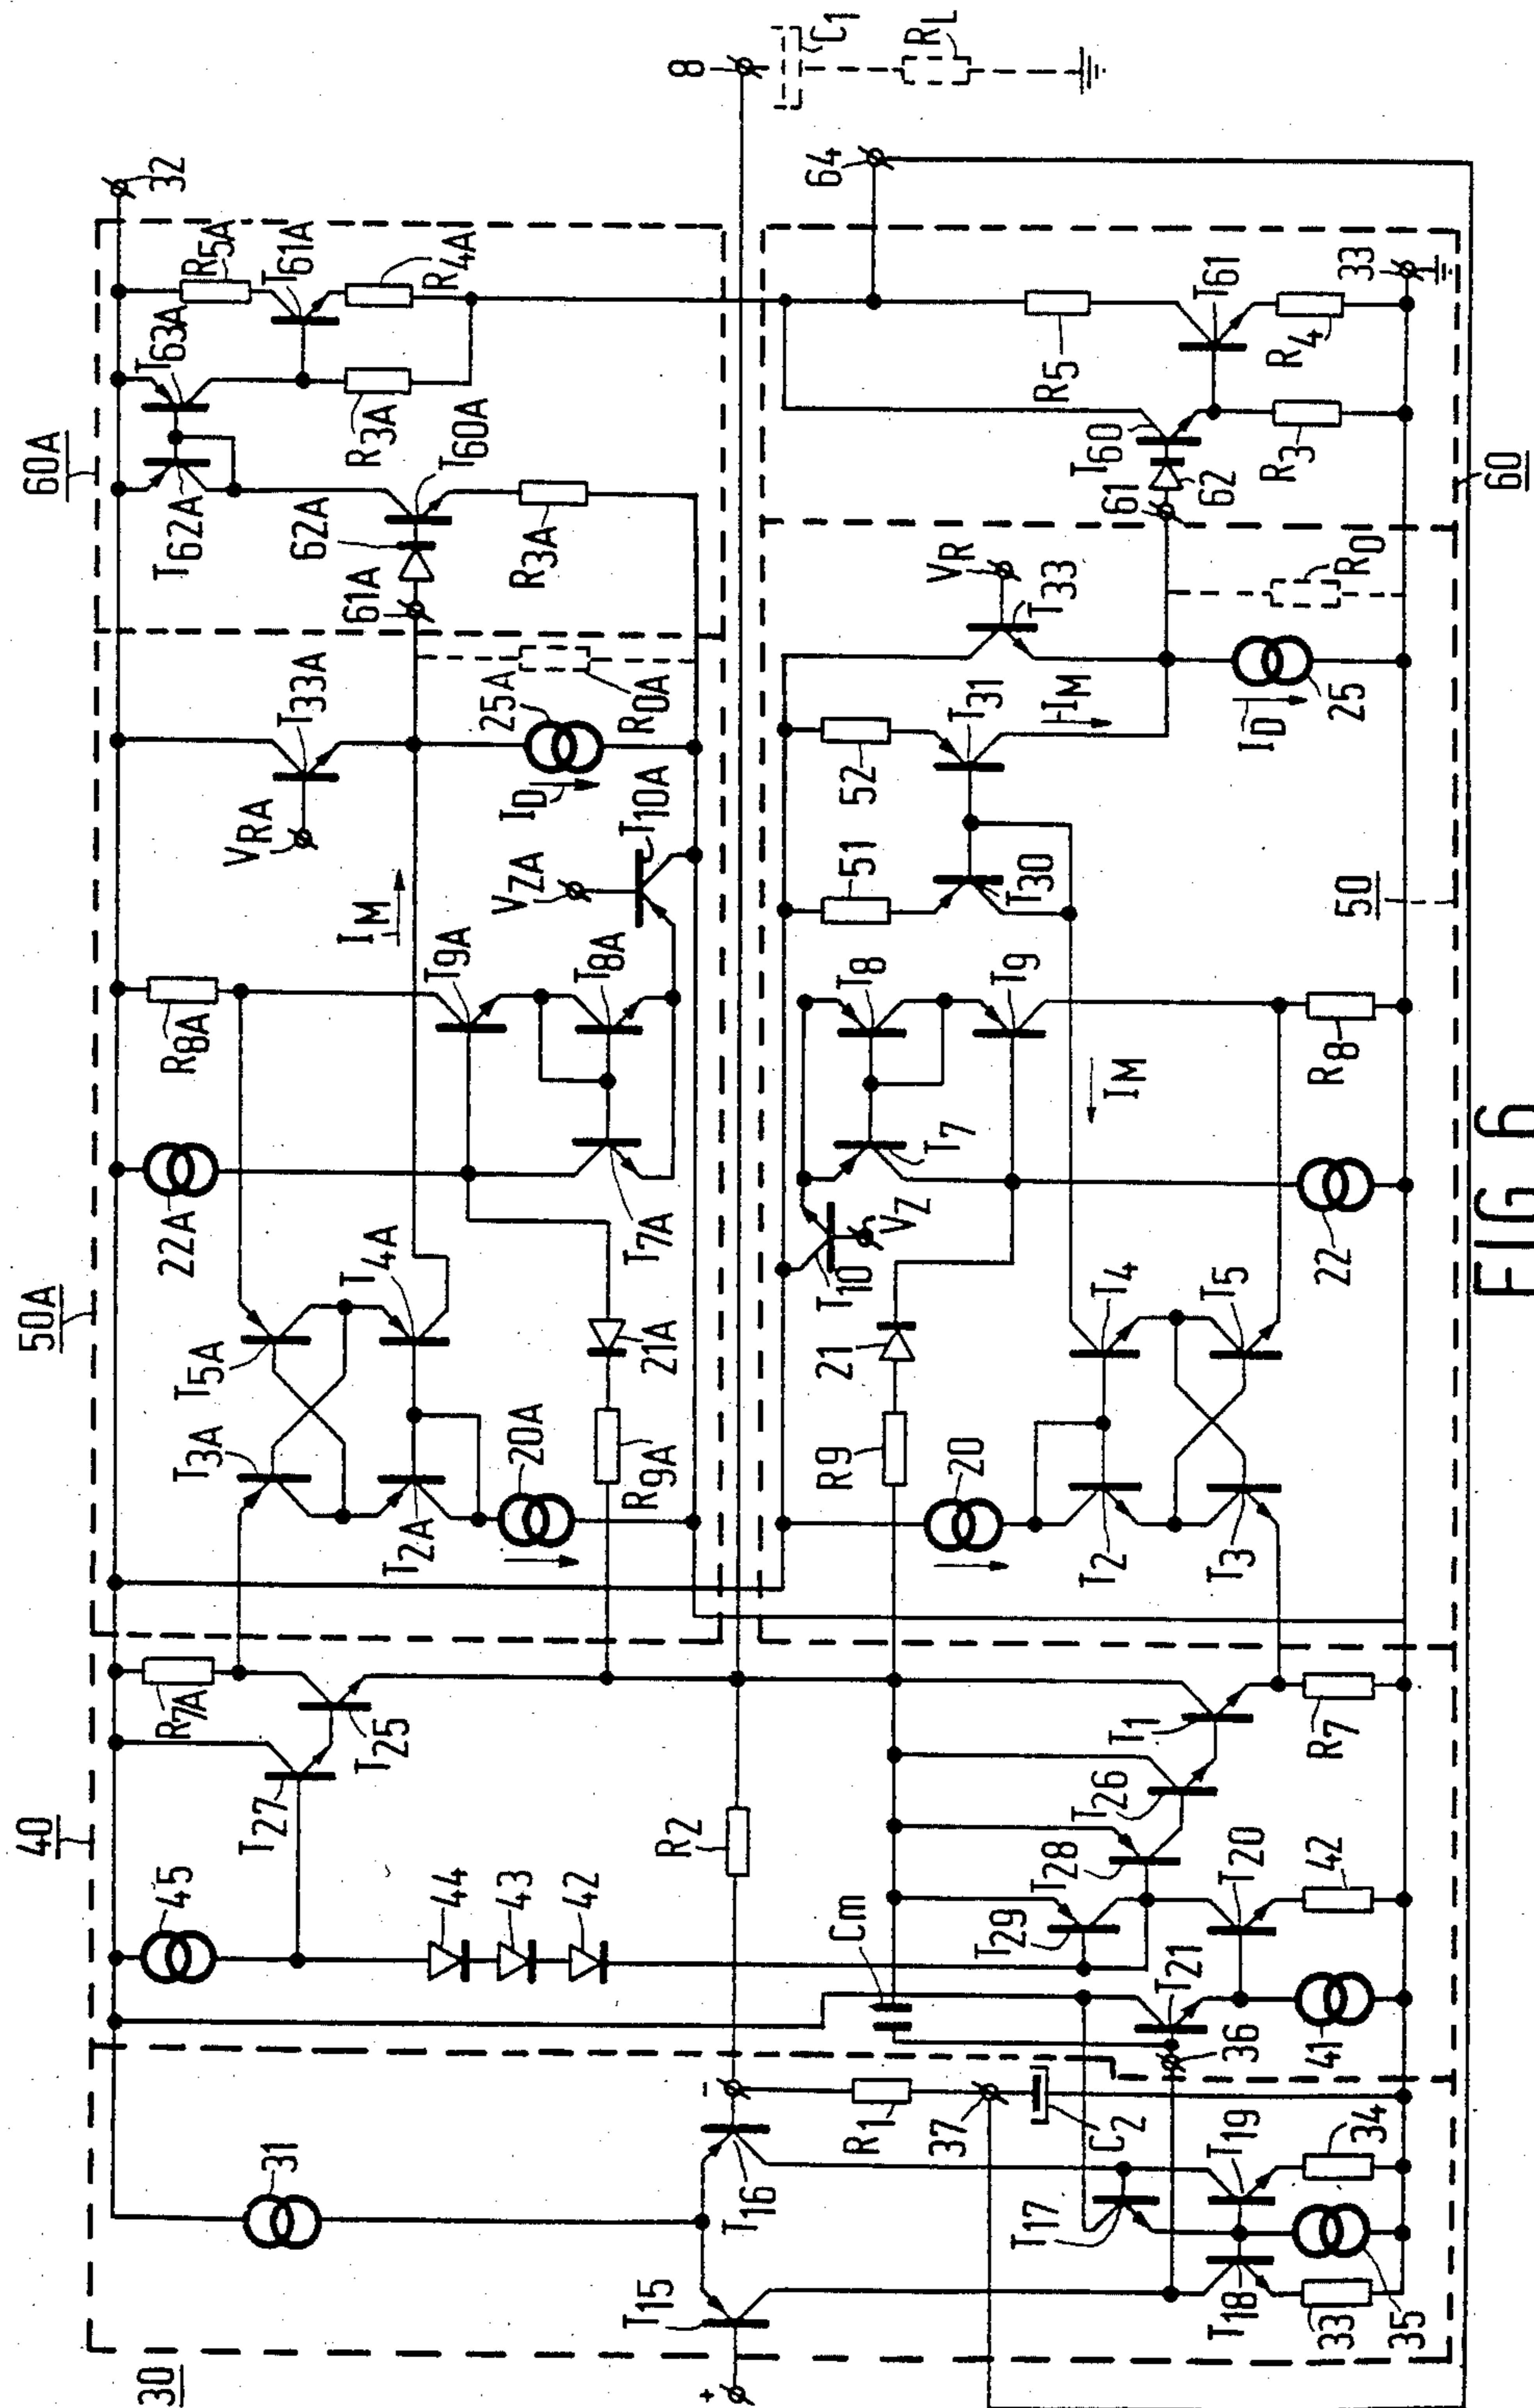 30
40
50A
60A
32
31
45
44
43
42
T27
T25
R7A
T3A
T5A
T2A
T4A
20A
22A
R8A
R9A
21A
T7A
T8A
T9A
IM
VZA
T10A
VRA
T33A
ID
25A
R0A
61A
62A
T60A
R3A
T62A
T63A
R3A
R5A
T61A
R4A
8
C1
RL
+
T15
T16
-
R2
R1
37
C2
T17
T18
T19
33
35
34
36
Cm
T21
41
T29
T28
T20
42
T26
T1
R7
R9
21
20
T2
T3
T4
T5
T10
VZ
T7
T8
T9
22
R8
IM
51
52
T30
T31
IM
VR
T33
ID
25
R0
50
61
62
T60
R3
R5
T61
R4
33
64
60
FIG.6